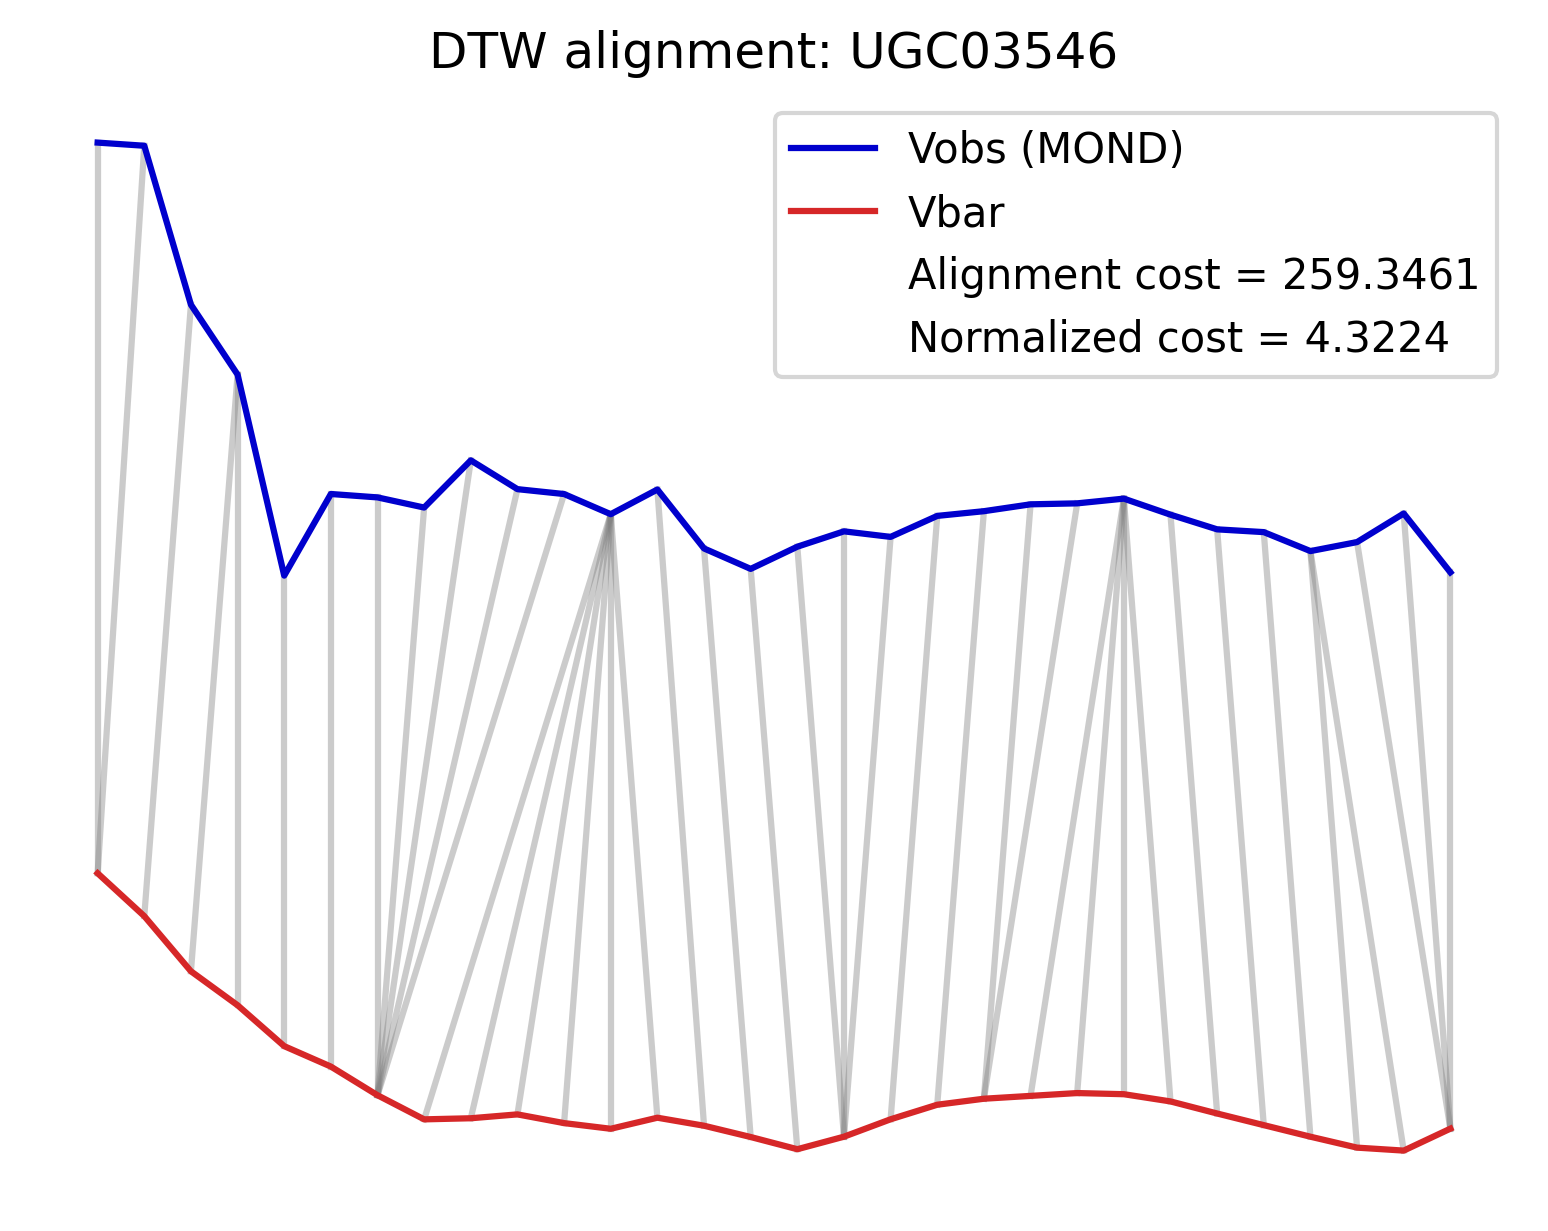 DTW alignment: UGC03546
Vobs (MOND)
Vbar
Alignment cost = 259.3461
Normalized cost = 4.3224